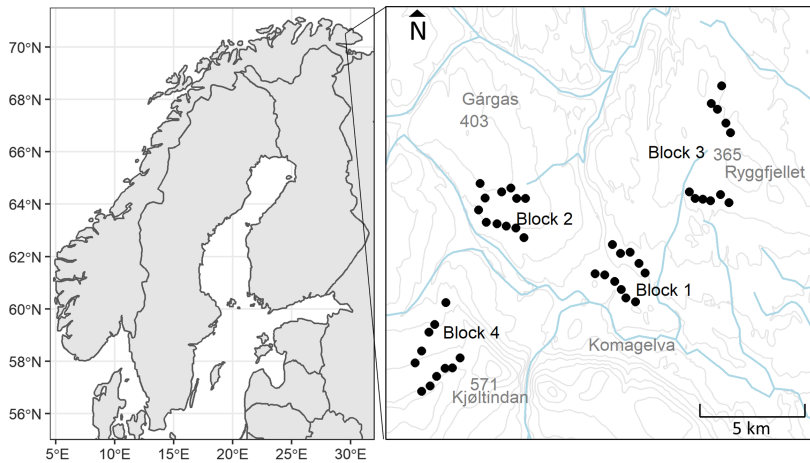 70°N
68°N
66°N
64°N
62°N
60°N
58°N
56°N
5°E
10°E
15°E
20°E
25°E
30°E
N
Gárgas
403
Block 3
365
Ryggfjellet
Block 2
Block 1
Block 4
Komagelva
571
Kjøltindan
5 km